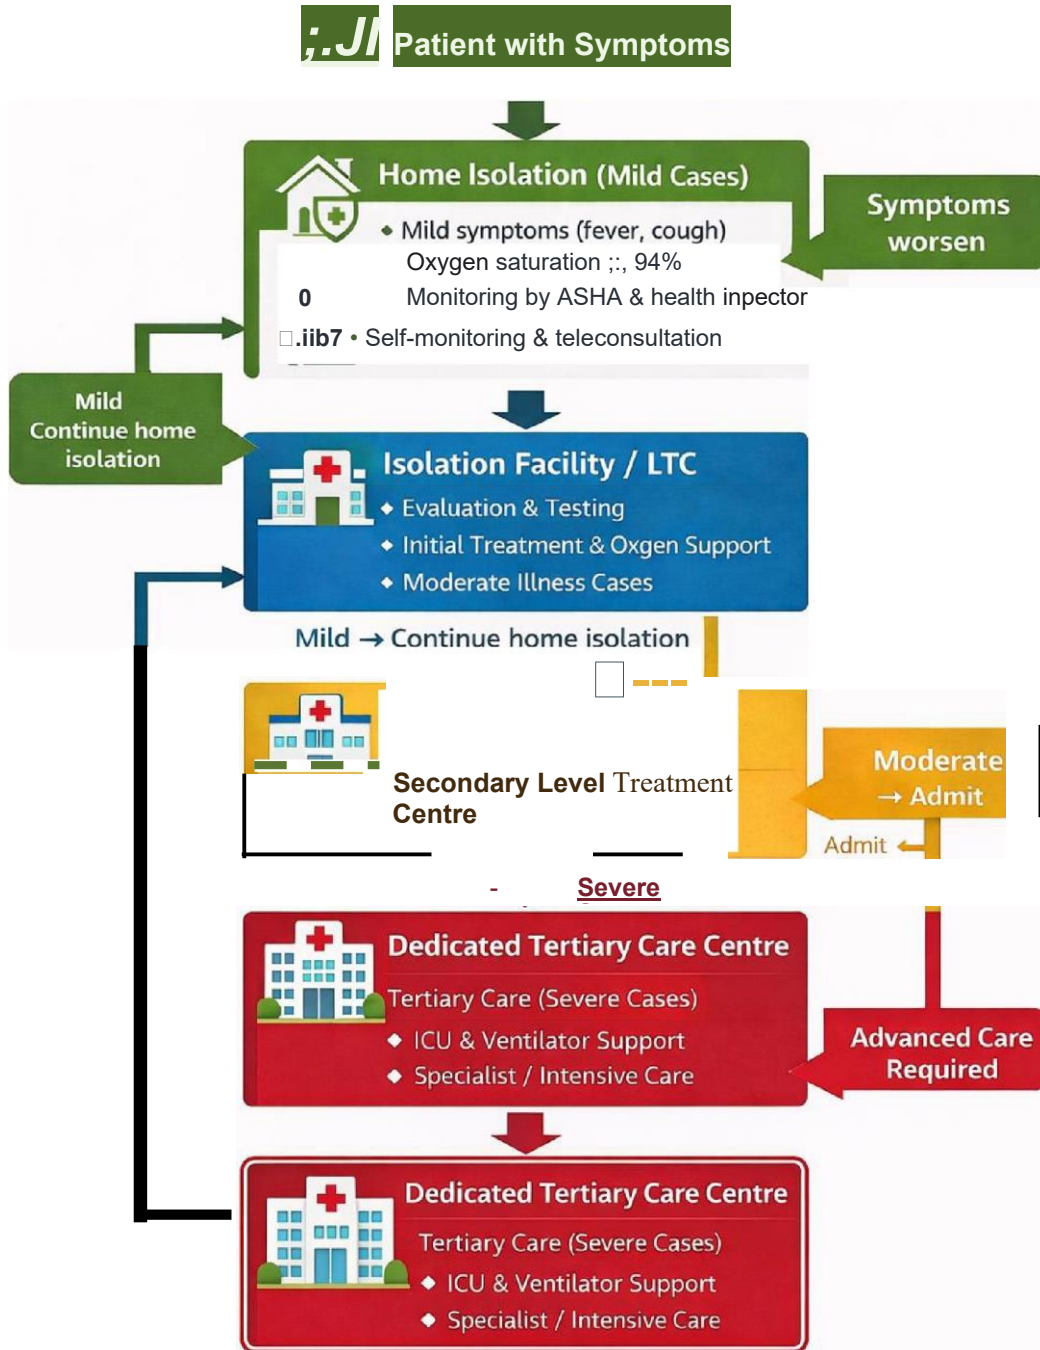 ;.JI Patient with Symptoms
Home Isolation (Mild Cases)
• Mild symptoms (fever, cough)
Oxygen saturation ;:, 94%
0 Monitoring by ASHA & health inpector
□.iib7 • Self-monitoring & teleconsultation
Symptoms
worsen
Mild
Continue home
isolation
Isolation Facility / LTC
◆ Evaluation & Testing
◆ Initial Treatment & Oxgen Support
◆ Moderate Illness Cases
Mild → Continue home isolation
Secondary Level Treatment
Centre
Moderate
→ Admit
Admit ←
- Severe
Dedicated Tertiary Care Centre
Tertiary Care (Severe Cases)
◆ ICU & Ventilator Support
◆ Specialist / Intensive Care
Advanced Care
Required
Dedicated Tertiary Care Centre
Tertiary Care (Severe Cases)
◆ ICU & Ventilator Support
◆ Specialist / Intensive Care